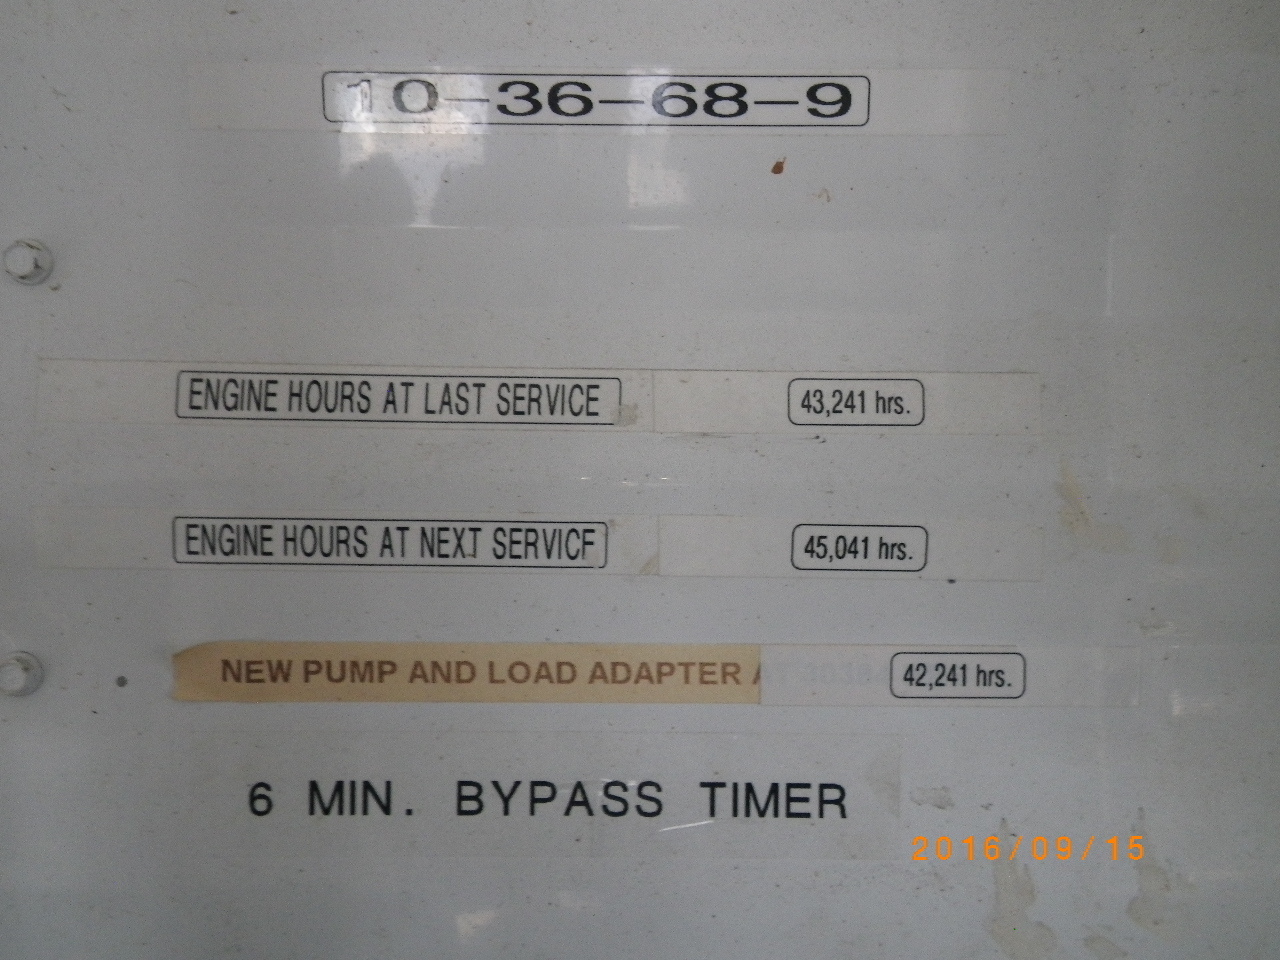 10-36-68-9
ENGINE HOURS AT LAST SERVICE 43,241 hrs.
ENGINE HOURS AT NEXT SERVICE 45,041 hrs.
NEW PUMP AND LOAD ADAPTER 42,241 hrs.
6 MIN. BYPASS TIMER
2016/09/15